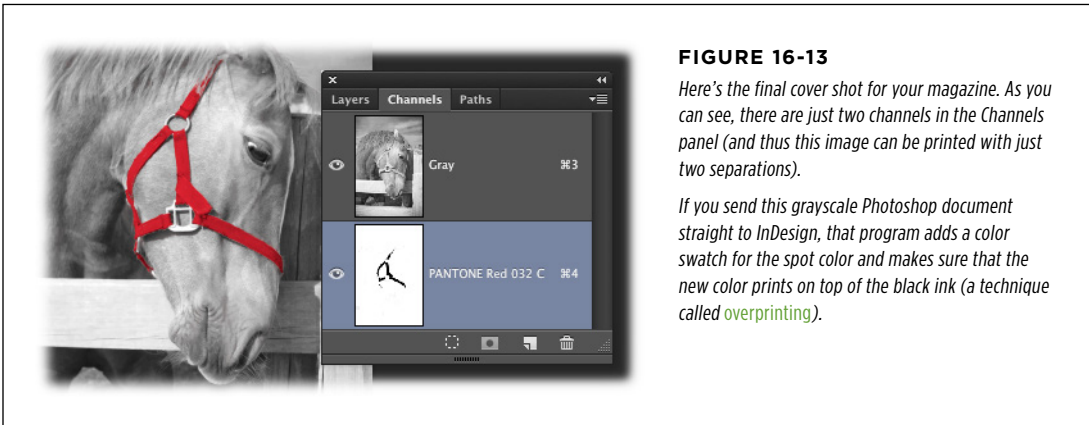 Layers Channels Paths
Gray ⌘3
PANTONE Red 032 C ⌘4
FIGURE 16-13
Here's the final cover shot for your magazine. As you
can see, there are just two channels in the Channels
panel (and thus this image can be printed with just
two separations).
If you send this grayscale Photoshop document
straight to InDesign, that program adds a color
swatch for the spot color and makes sure that the
new color prints on top of the black ink (a technique
called overprinting).